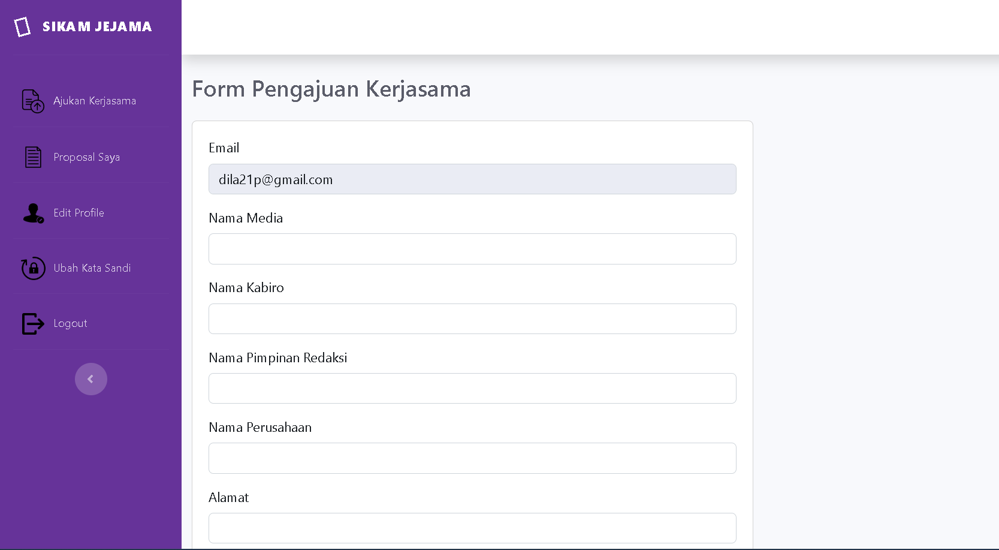 SIKAM JEJAMA
Ajukan Kerjasama
Proposal Saya
Edit Profile
Ubah Kata Sandi
Logout
Form Pengajuan Kerjasama
Email
dila21p@gmail.com
Nama Media
Nama Kabiro
Nama Pimpinan Redaksi
Nama Perusahaan
Alamat